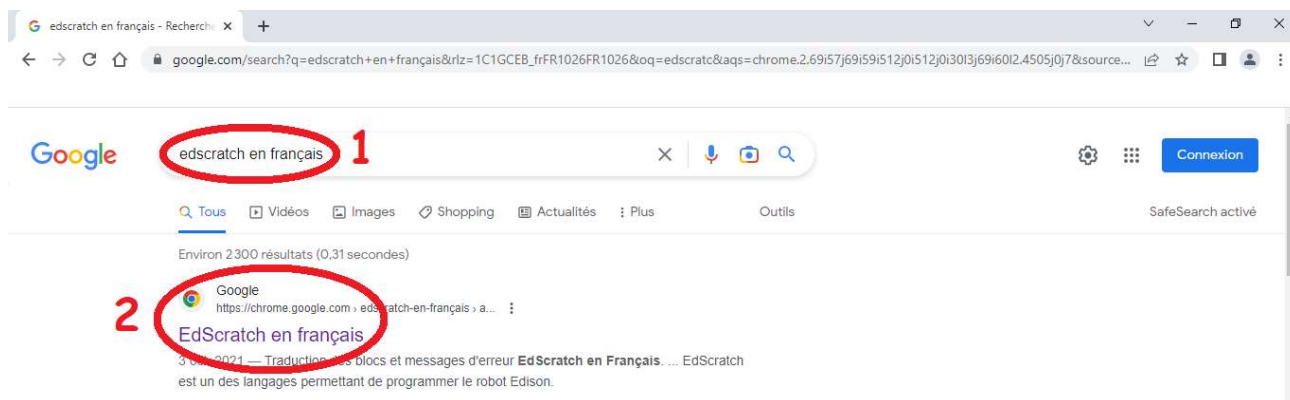 edscratch en français - Recherche
google.com/search?q=edscratch+en+français&rlz=1C1GCEB_frFR1026FR1026&oq=edscratc&aqs=chrome.2.69i57j69i59i512j0i512j0i30l3j69i60l2.4505j0j7&source...
Google edscratch en français 1 Connexion
Tous Vidéos Images Shopping Actualités Plus Outils SafeSearch activé
Environ 2 300 résultats (0,31 secondes)
2
Google
https://chrome.google.com › edscratch-en-français › a...
EdScratch en français
2021 — Traduction des blocs et messages d'erreur EdScratch en Français. ... EdScratch
est un des langages permettant de programmer le robot Edison.